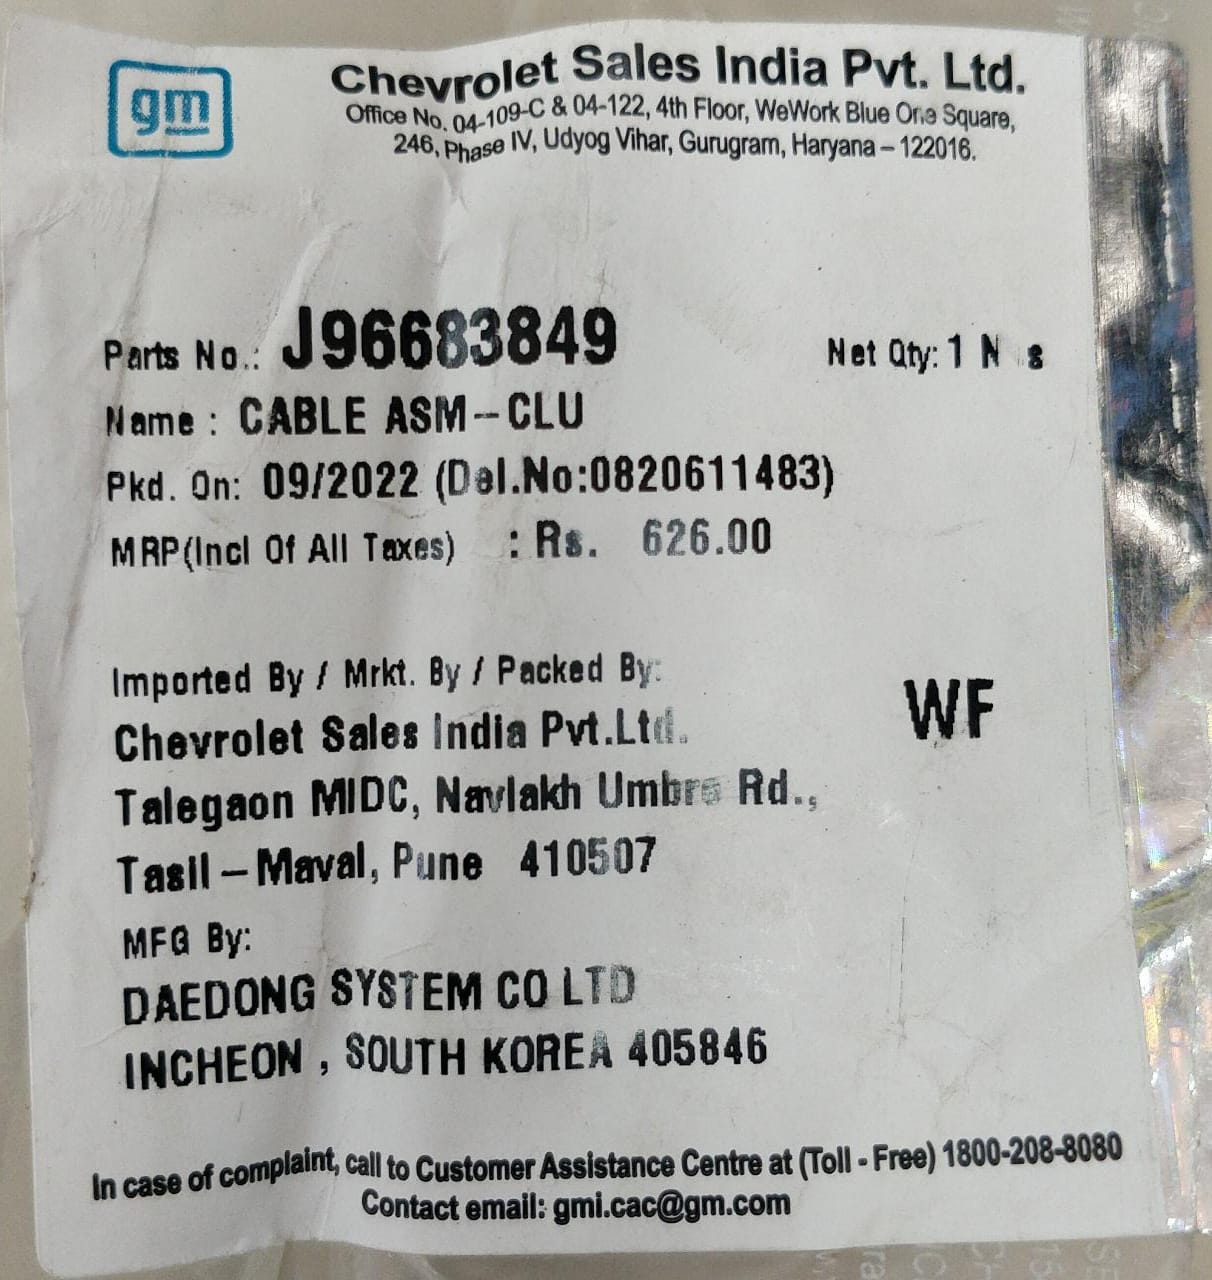 gm
Chevrolet Sales India Pvt. Ltd.
Office No. 04-109-C & 04-122, 4th Floor, WeWork Blue One Square,
246, Phase IV, Udyog Vihar, Gurugram, Haryana – 122016.
Parts No.: J96683849 Net Qty: 1 N s
Name : CABLE ASM-CLU
Pkd. On: 09/2022 (Del.No:0820611483)
MRP(Incl Of All Taxes) : Rs. 626.00
Imported By / Mrkt. By / Packed By:
Chevrolet Sales India Pvt.Ltd.
WF
Talegaon MIDC, Navlakh Umbre Rd.,
Tasil – Maval, Pune 410507
MFG By:
DAEDONG SYSTEM CO LTD
INCHEON , SOUTH KOREA 405846
In case of complaint, call to Customer Assistance Centre at (Toll - Free) 1800-208-8080
Contact email: gmi.cac@gm.com